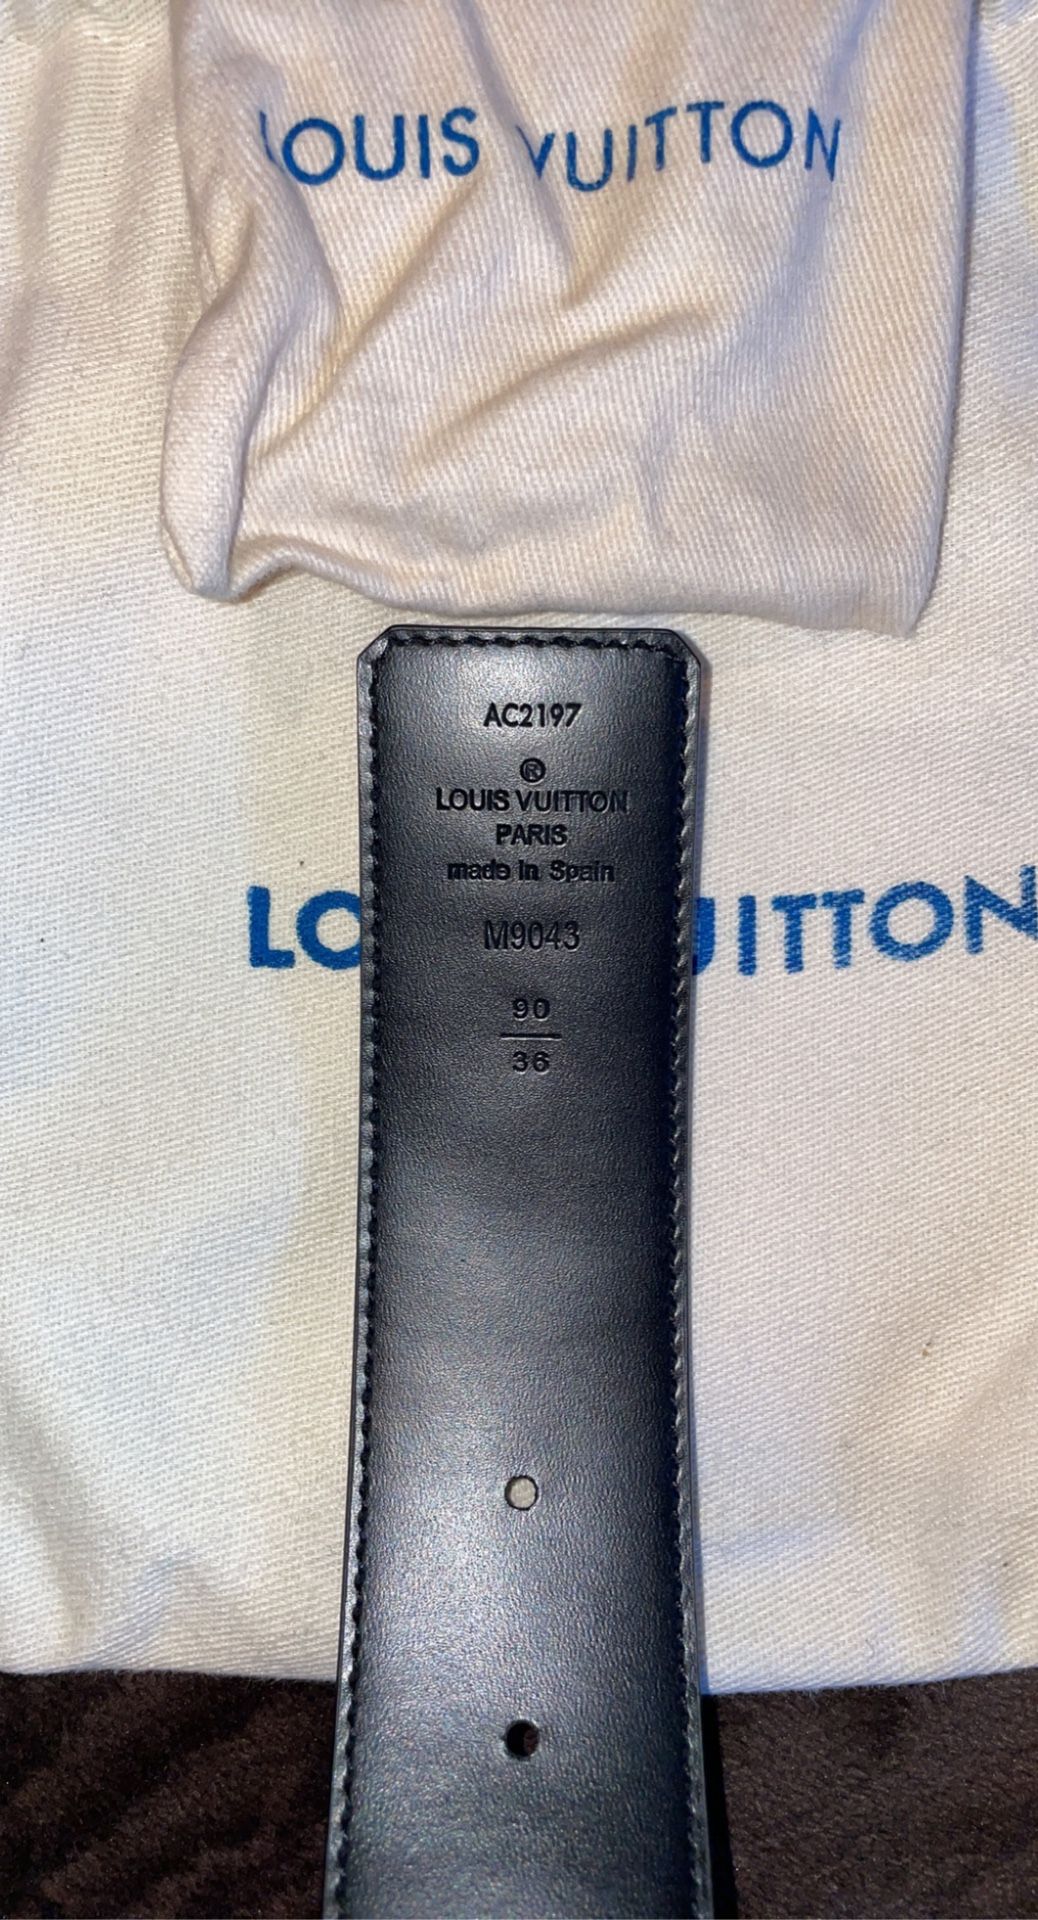 LOUIS VUITTON
AC2197
®
LOUIS VUITTON
PARIS
made in Spain
LO UITTON
M9043
90
36